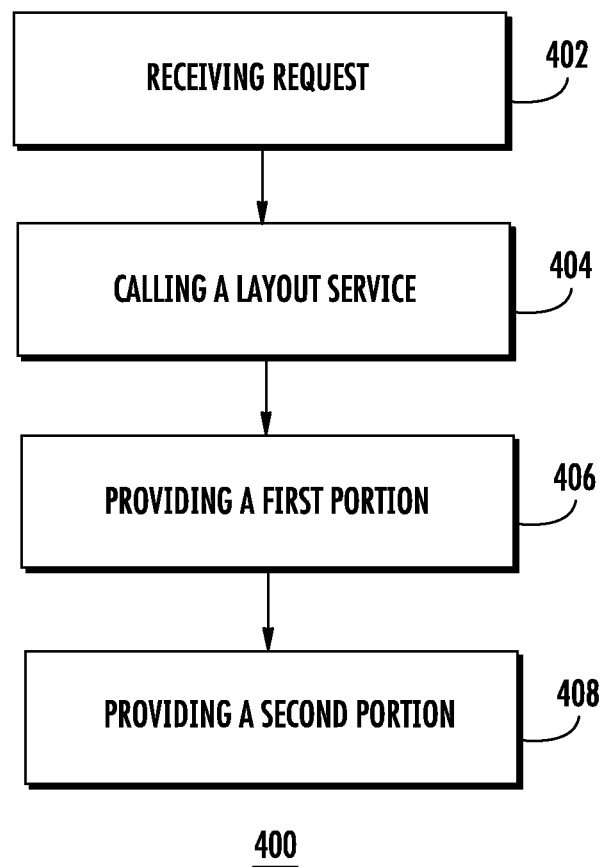 RECEIVING REQUEST
402
CALLING A LAYOUT SERVICE
404
PROVIDING A FIRST PORTION
406
PROVIDING A SECOND PORTION
408
400